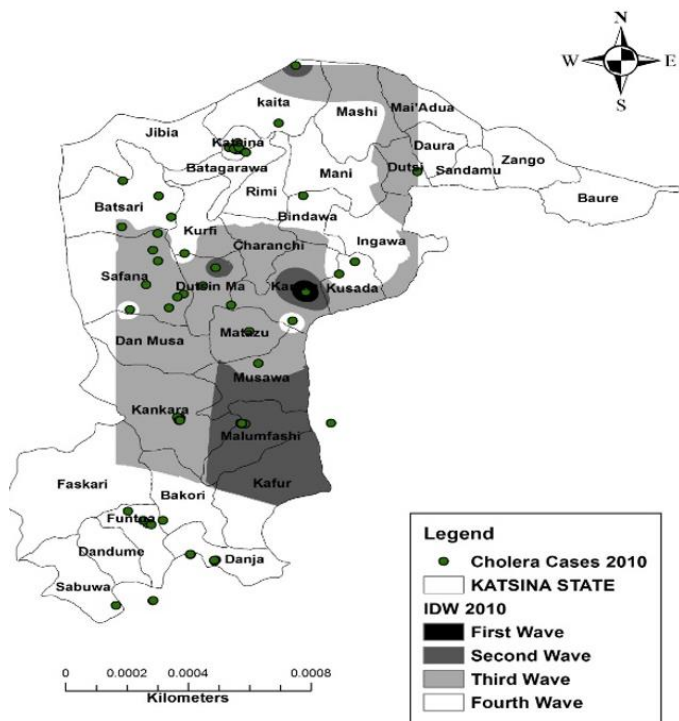 N
W E
S
kaita
Mashi
Mai'Adua
Jibia
Katsina
Daura
Zango
Batagarawa
Dutsi
Sandamu
Mani
Rimi
Baure
Batsari
Bindawa
Kurfi
Charanchi
Ingawa
Safana
Dutsin Ma
Kusada
Dan Musa
Matazu
Musawa
Kankara
Malumfashi
Faskari
Kafur
Bakori
Dandume
Danja
Sabuwa
Legend
Cholera Cases 2010
KATSINA STATE
IDW 2010
First Wave
Second Wave
Third Wave
Fourth Wave
0 0.0002 0.0004 0.0008
Kilometers